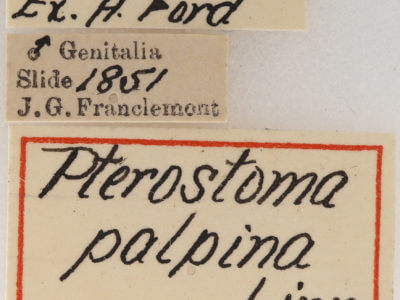 Ex. A. Ford
♂ Genitalia
Slide 1851
J. G. Franclemont
Pterostoma
palpina